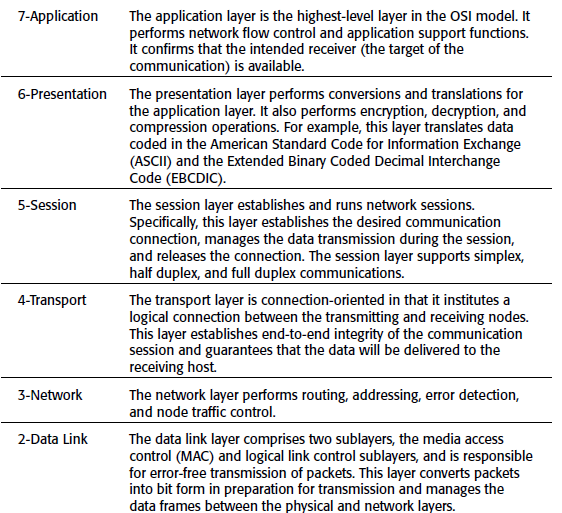 7-Application The application layer is the highest-level layer in the OSI model. It
performs network flow control and application support functions.
It confirms that the intended receiver (the target of the
communication) is available.
6-Presentation The presentation layer performs conversions and translations for
the application layer. It also performs encryption, decryption, and
compression operations. For example, this layer translates data
coded in the American Standard Code for Information Exchange
(ASCII) and the Extended Binary Coded Decimal Interchange
Code (EBCDIC).
5-Session The session layer establishes and runs network sessions.
Specifically, this layer establishes the desired communication
connection, manages the data transmission during the session,
and releases the connection. The session layer supports simplex,
half duplex, and full duplex communications.
4-Transport The transport layer is connection-oriented in that it institutes a
logical connection between the transmitting and receiving nodes.
This layer establishes end-to-end integrity of the communication
session and guarantees that the data will be delivered to the
receiving host.
3-Network The network layer performs routing, addressing, error detection,
and node traffic control.
2-Data Link The data link layer comprises two sublayers, the media access
control (MAC) and logical link control sublayers, and is responsible
for error-free transmission of packets. This layer converts packets
into bit form in preparation for transmission and manages the
data frames between the physical and network layers.